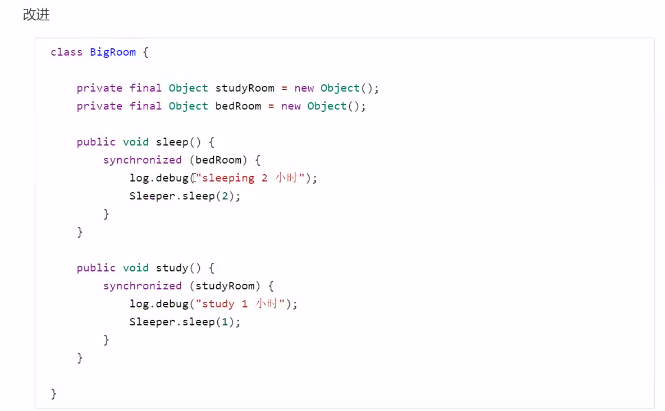 改进
class BigRoom {
private final Object studyRoom = new Object();
private final Object bedRoom = new Object();
public void sleep() {
synchronized (bedRoom) {
log.debug("sleeping 2 小时");
Sleeper.sleep(2);
}
}
public void study() {
synchronized (studyRoom) {
log.debug("study 1 小时");
Sleeper.sleep(1);
}
}
}